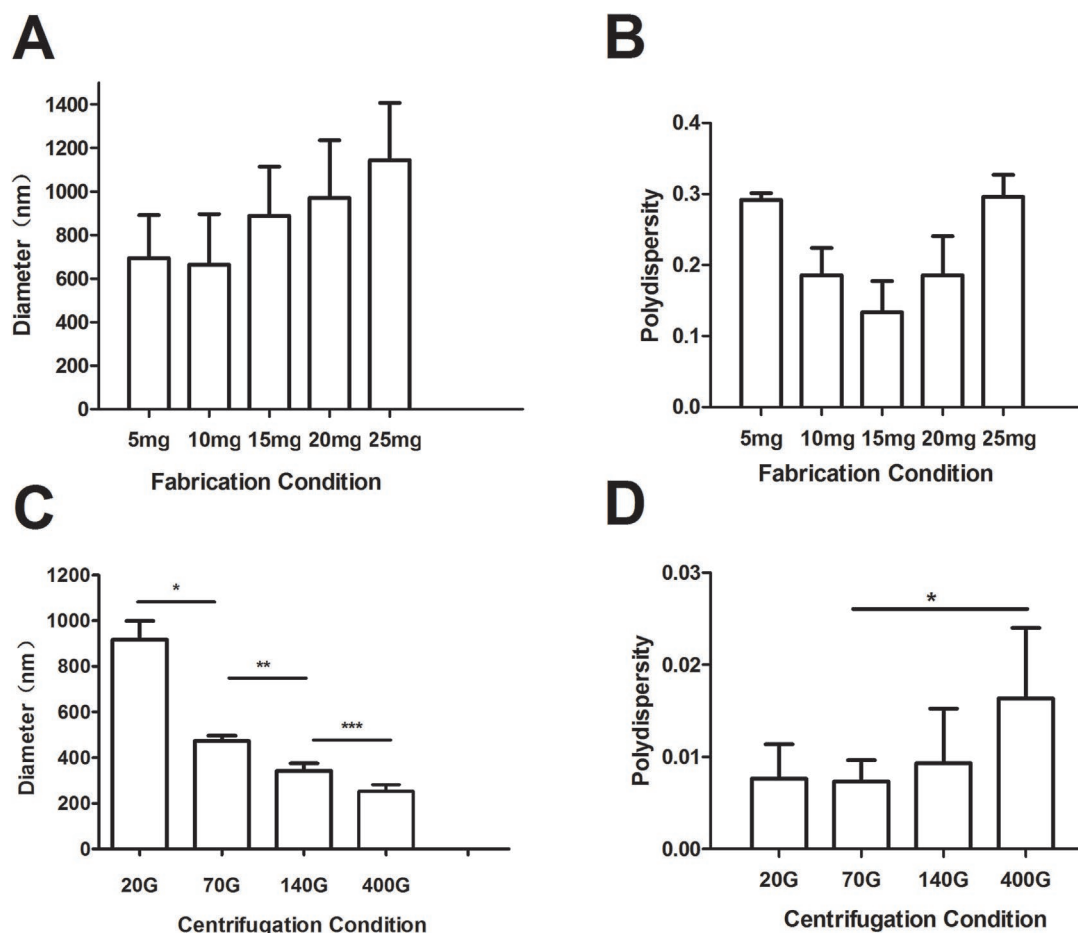 A
Diameter (nm)
1400
1200
1000
800
600
400
200
0
5mg 10mg 15mg 20mg 25mg
Fabrication Condition
B
Polydispersity
0.4
0.3
0.2
0.1
0.0
5mg 10mg 15mg 20mg 25mg
Fabrication Condition
C
Diameter (nm)
1200
1000
800
600
400
200
0
*
**
***
20G 70G 140G 400G
Centrifugation Condition
D
Polydispersity
0.03
0.02
0.01
0.00
*
20G 70G 140G 400G
Centrifugation Condition